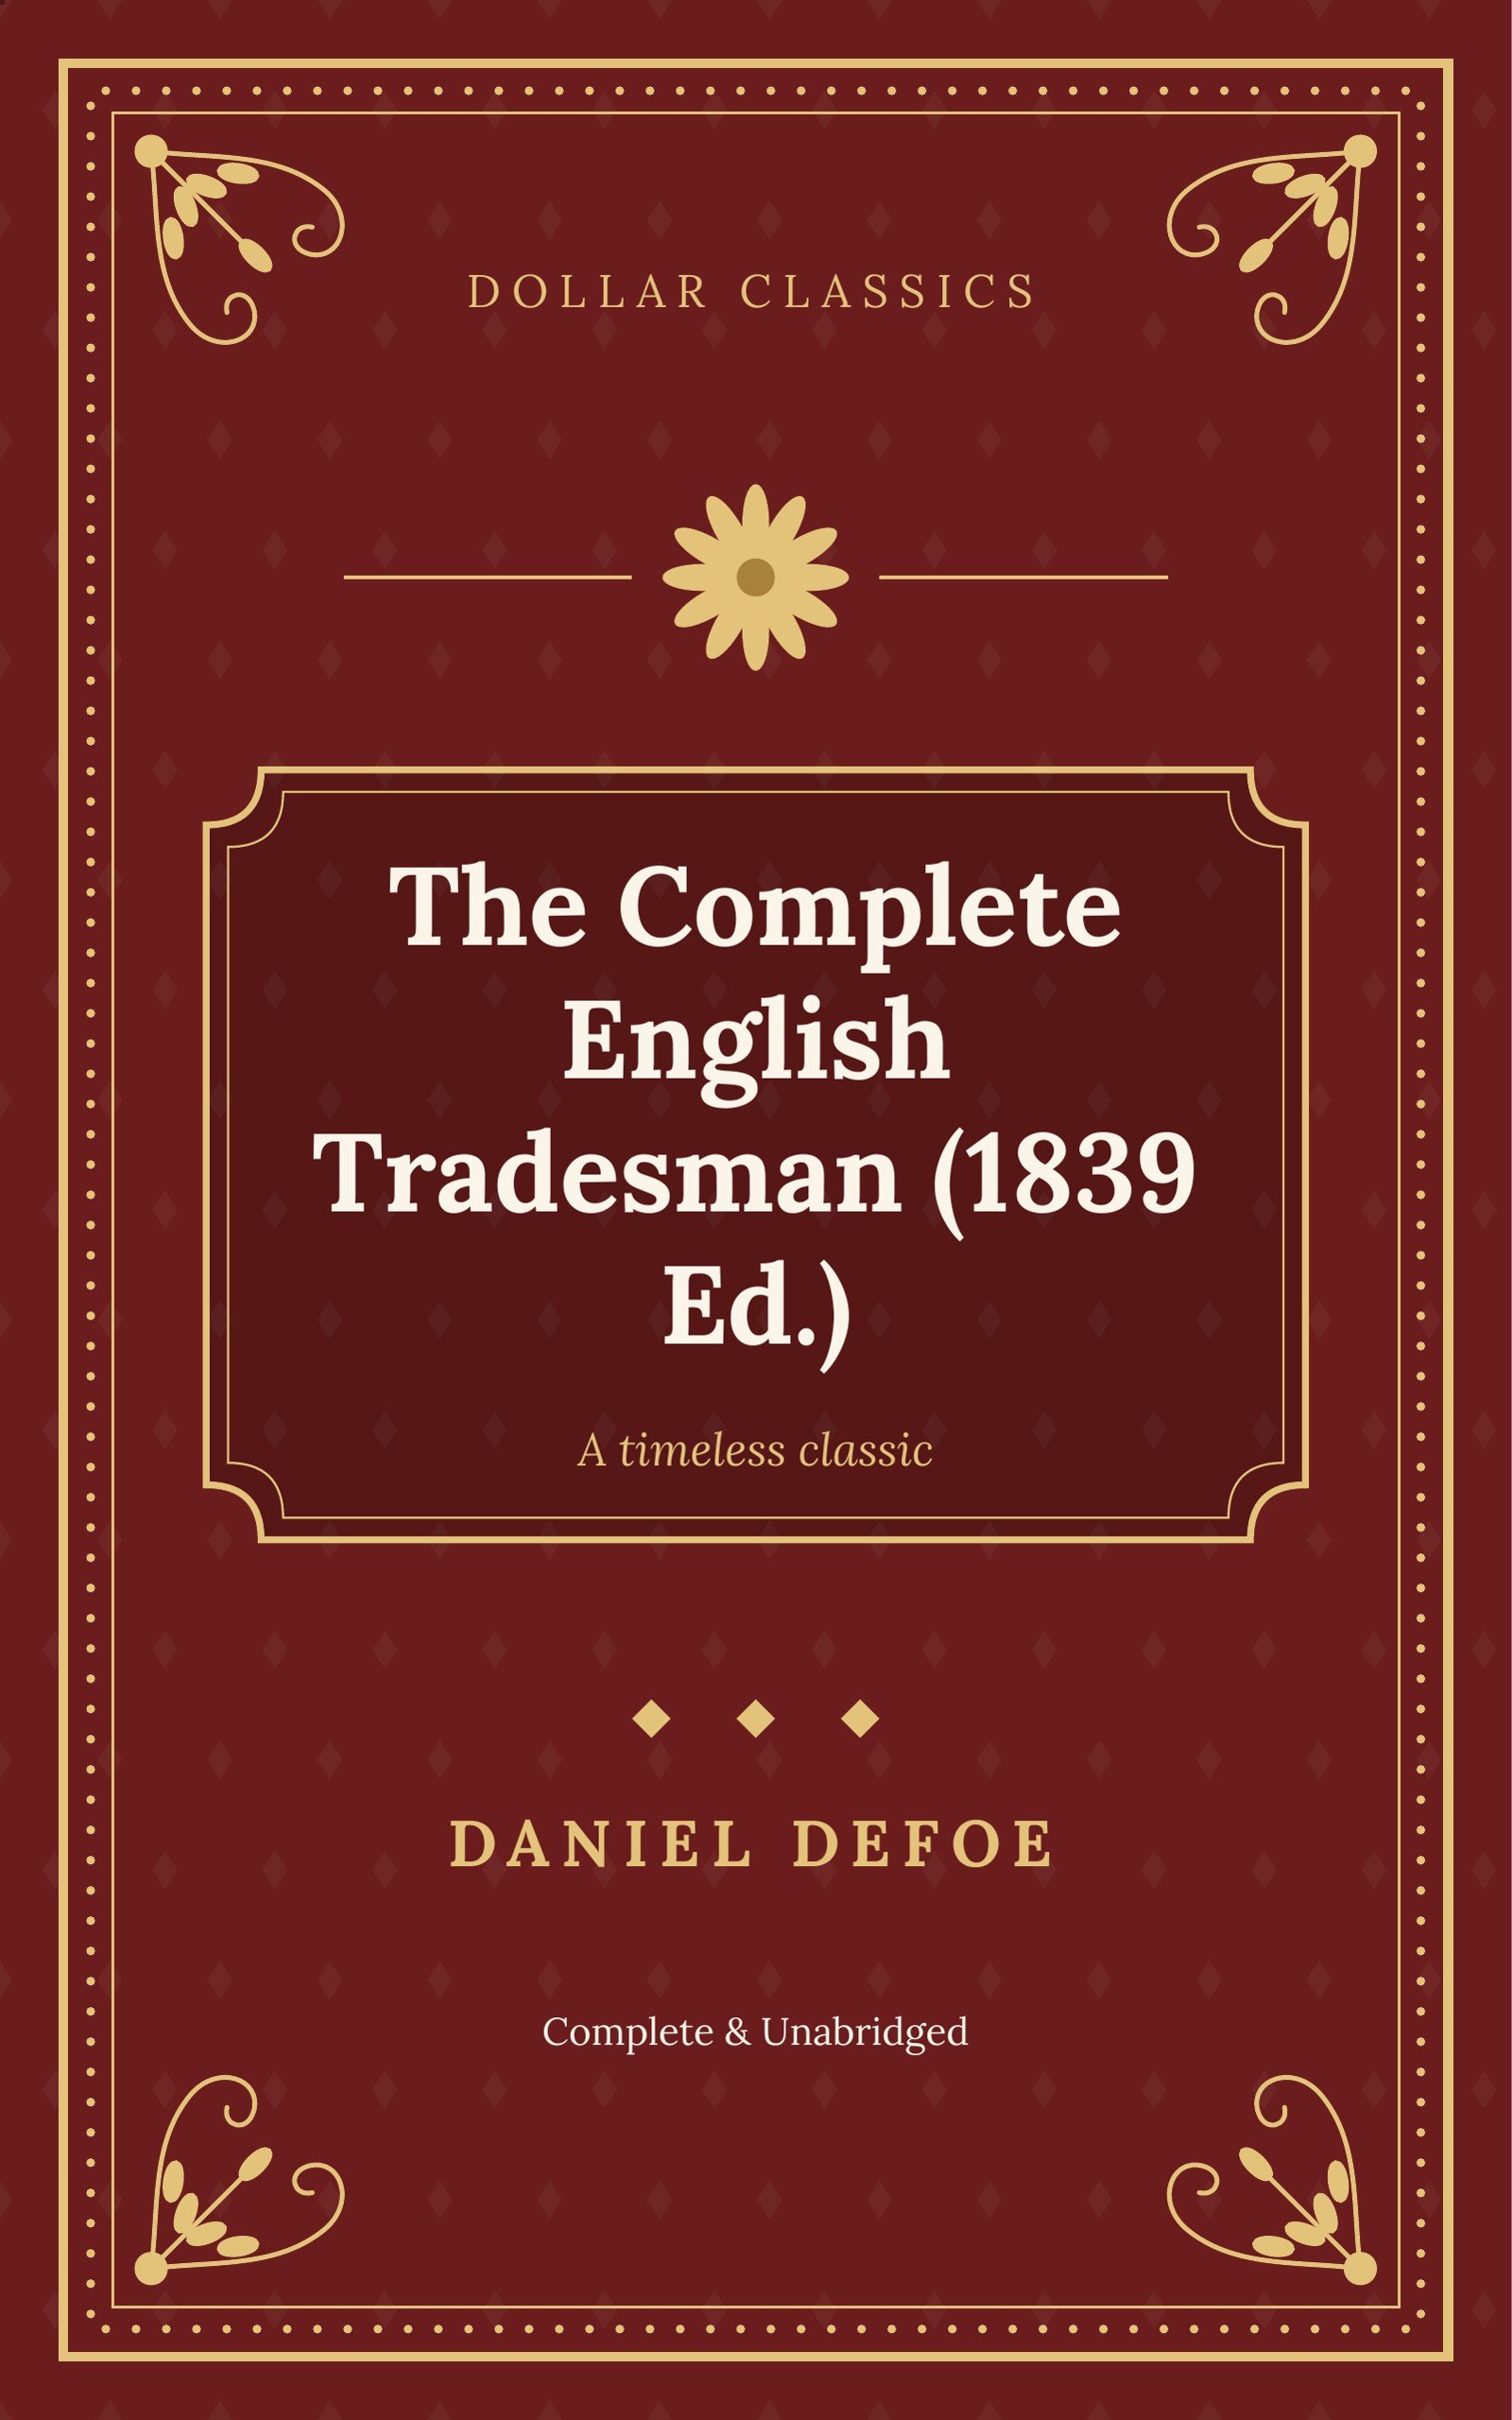 DOLLAR CLASSICS
The Complete
English
Tradesman (1839
Ed.)
A timeless classic
DANIEL DEFOE
Complete & Unabridged